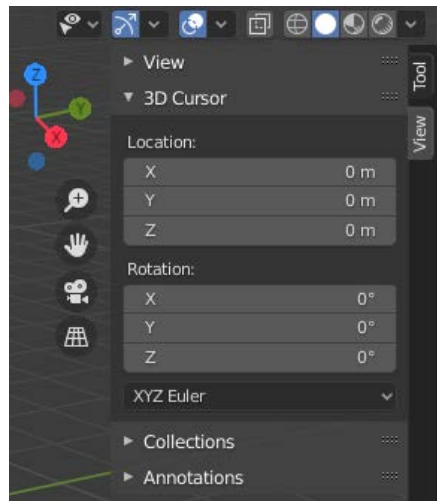 View
3D Cursor
Location:
X 0 m
Y 0 m
Z 0 m
Rotation:
X 0°
Y 0°
Z 0°
XYZ Euler
Collections
Annotations
Tool
View
Z
Y
X